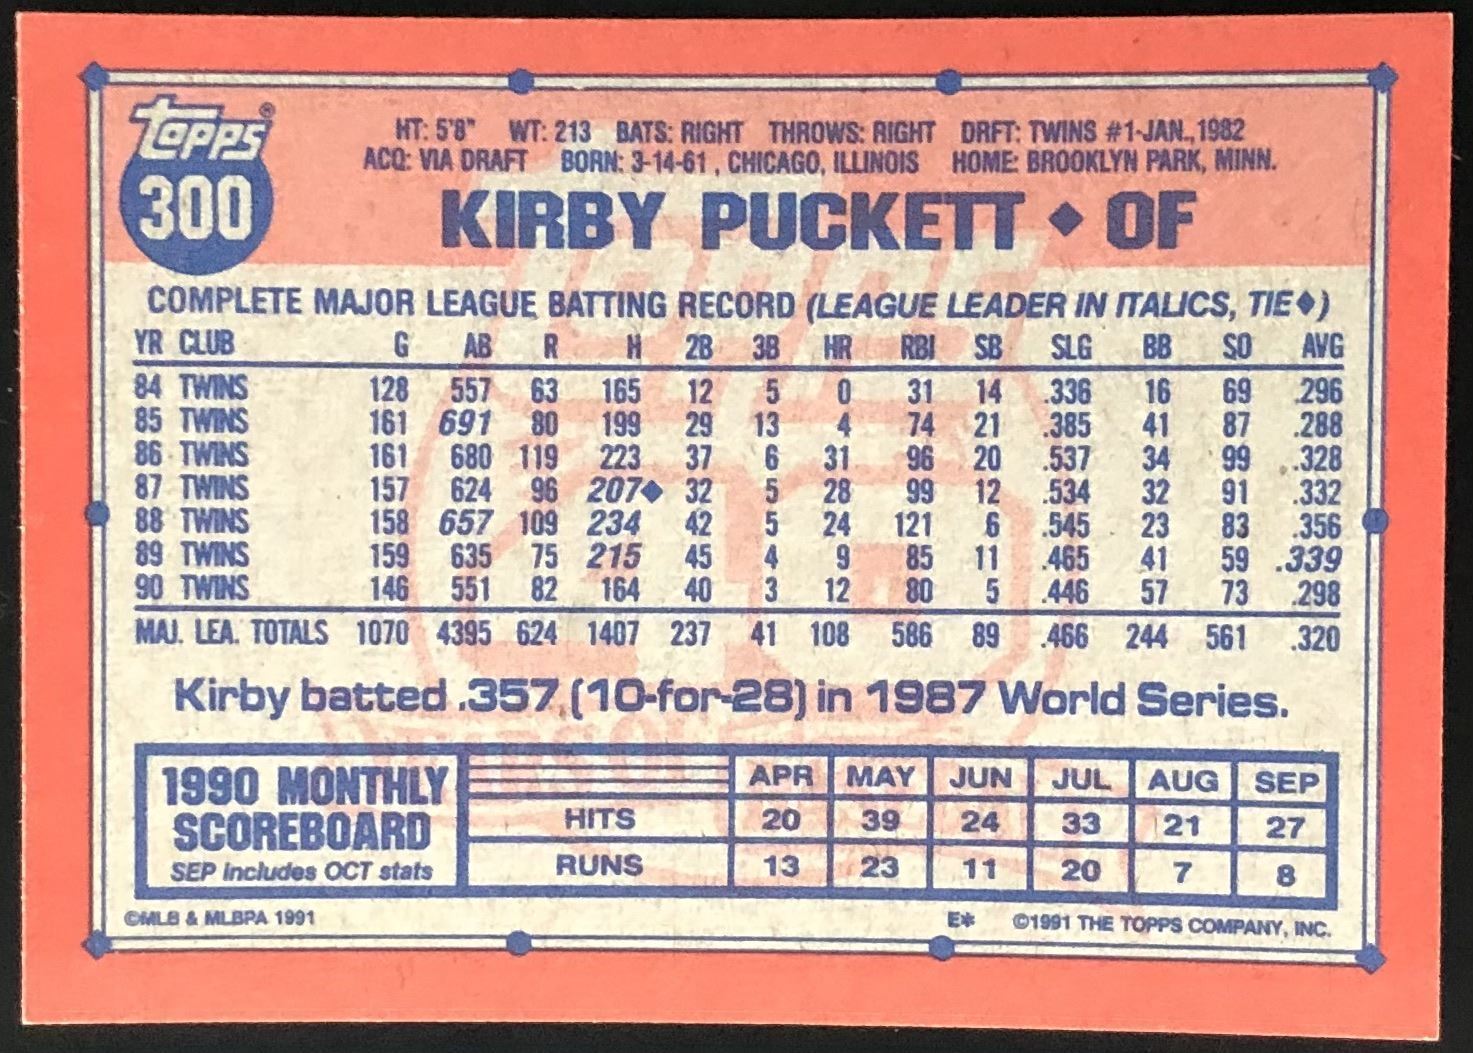 topps®
300
HT: 5'8" WT: 213 BATS: RIGHT THROWS: RIGHT DRFT: TWINS #1-JAN., 1982
ACQ: VIA DRAFT BORN: 3-14-61, CHICAGO, ILLINOIS HOME: BROOKLYN PARK, MINN.
KIRBY PUCKETT ◆ OF
COMPLETE MAJOR LEAGUE BATTING RECORD (LEAGUE LEADER IN ITALICS, TIE◆)
YR CLUB G AB R H 2B 3B HR RBI SB SLG BB SO AVG
84 TWINS 128 557 63 165 12 5 0 31 14 .336 16 69 .296
85 TWINS 161 691 80 199 29 13 4 74 21 .385 41 87 .288
86 TWINS 161 680 119 223 37 6 31 96 20 .537 34 99 .328
87 TWINS 157 624 96 207◆ 32 5 28 99 12 .534 32 91 .332
88 TWINS 158 657 109 234 42 5 24 121 6 .545 23 83 .356
89 TWINS 159 635 75 215 45 4 9 85 11 .465 41 59 .339
90 TWINS 146 551 82 164 40 3 12 80 5 .446 57 73 .298
MAJ. LEA. TOTALS 1070 4395 624 1407 237 41 108 586 89 .466 244 561 .320
Kirby batted .357 (10-for-28) in 1987 World Series.
1990 MONTHLY SCOREBOARD
SEP includes OCT stats
APR MAY JUN JUL AUG SEP
HITS 20 39 24 33 21 27
RUNS 13 23 11 20 7 8
©MLB & MLBPA 1991 E* ©1991 THE TOPPS COMPANY, INC.